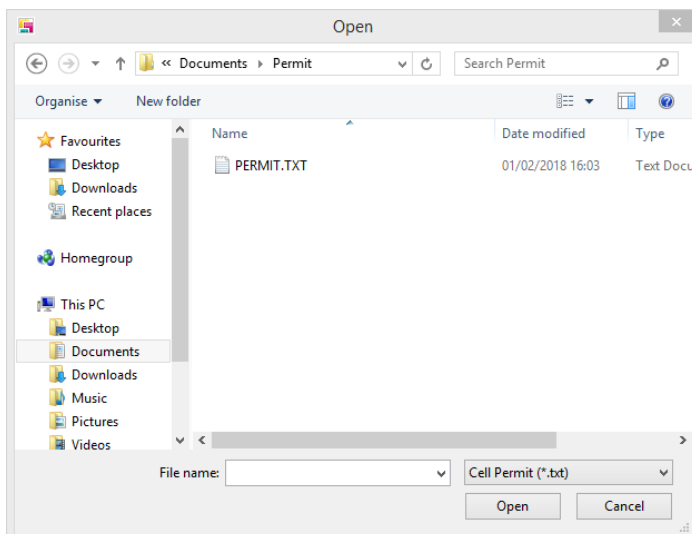 Open
« Documents Permit
Search Permit
Organise
New folder
Name
Date modified
Type
Favourites
Desktop
Downloads
Recent places
Homegroup
This PC
Desktop
Documents
Downloads
Music
Pictures
Videos
PERMIT.TXT
01/02/2018 16:03
Text Docu
File name:
Cell Permit (*.txt)
Open
Cancel